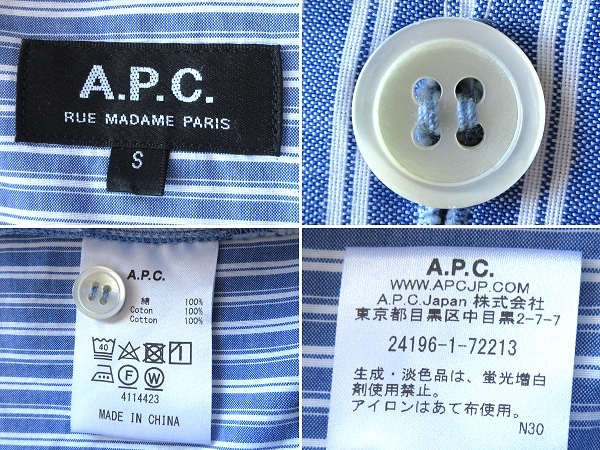 A.P.C.
RUE MADAME PARIS
S
A.P.C.
綿 100%
Coton 100%
Cotton 100%
40
F W
4114423
MADE IN CHINA
A.P.C.
WWW.APCJP.COM
A.P.C.Japan 株式会社
東京都目黒区中目黒2-7-7
24196-1-72213
生成・淡色品は、蛍光増白
剤使用禁止。
アイロンはあて布使用。
N30